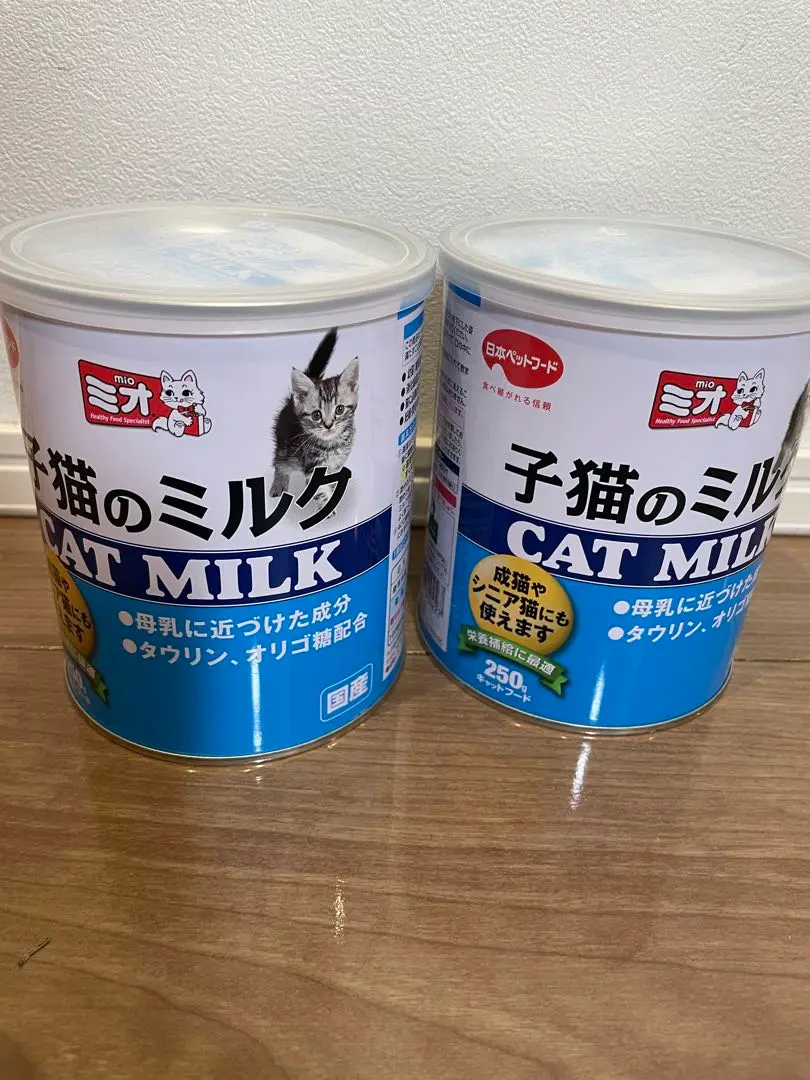 mio
ミオ
Healthy Food Specialist
子猫のミルク
CAT MILK
●母乳に近づけた成分
●タウリン、オリゴ糖配合
国産
日本ペットフード
食べ継がれる信頼
mio
ミオ
Healthy Food Specialist
子猫のミルク
CAT MILK
成猫や
シニア猫にも
使えます
栄養補給に最適
250g
キャットフード
●母乳に近づけた
●タウリン、オリゴ